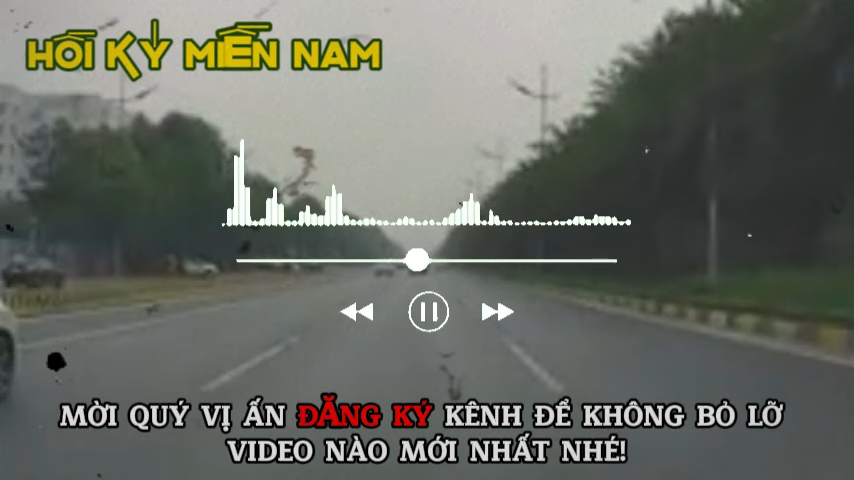 HỒI KÝ MIỀN NAM
MỜI QUÝ VỊ ẤN ĐĂNG KÝ KÊNH ĐỂ KHÔNG BỎ LỠ
VIDEO NÀO MỚI NHẤT NHÉ!